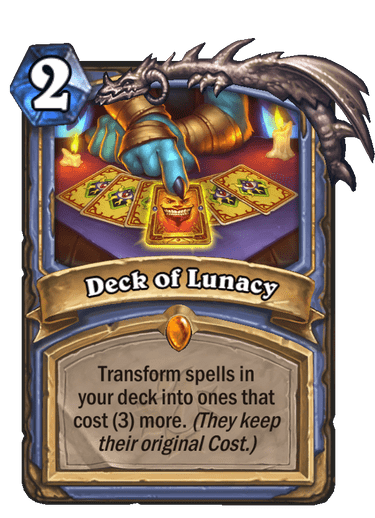 2
Deck of Lunacy
Transform spells in
your deck into ones that
cost (3) more. (They keep
their original Cost.)